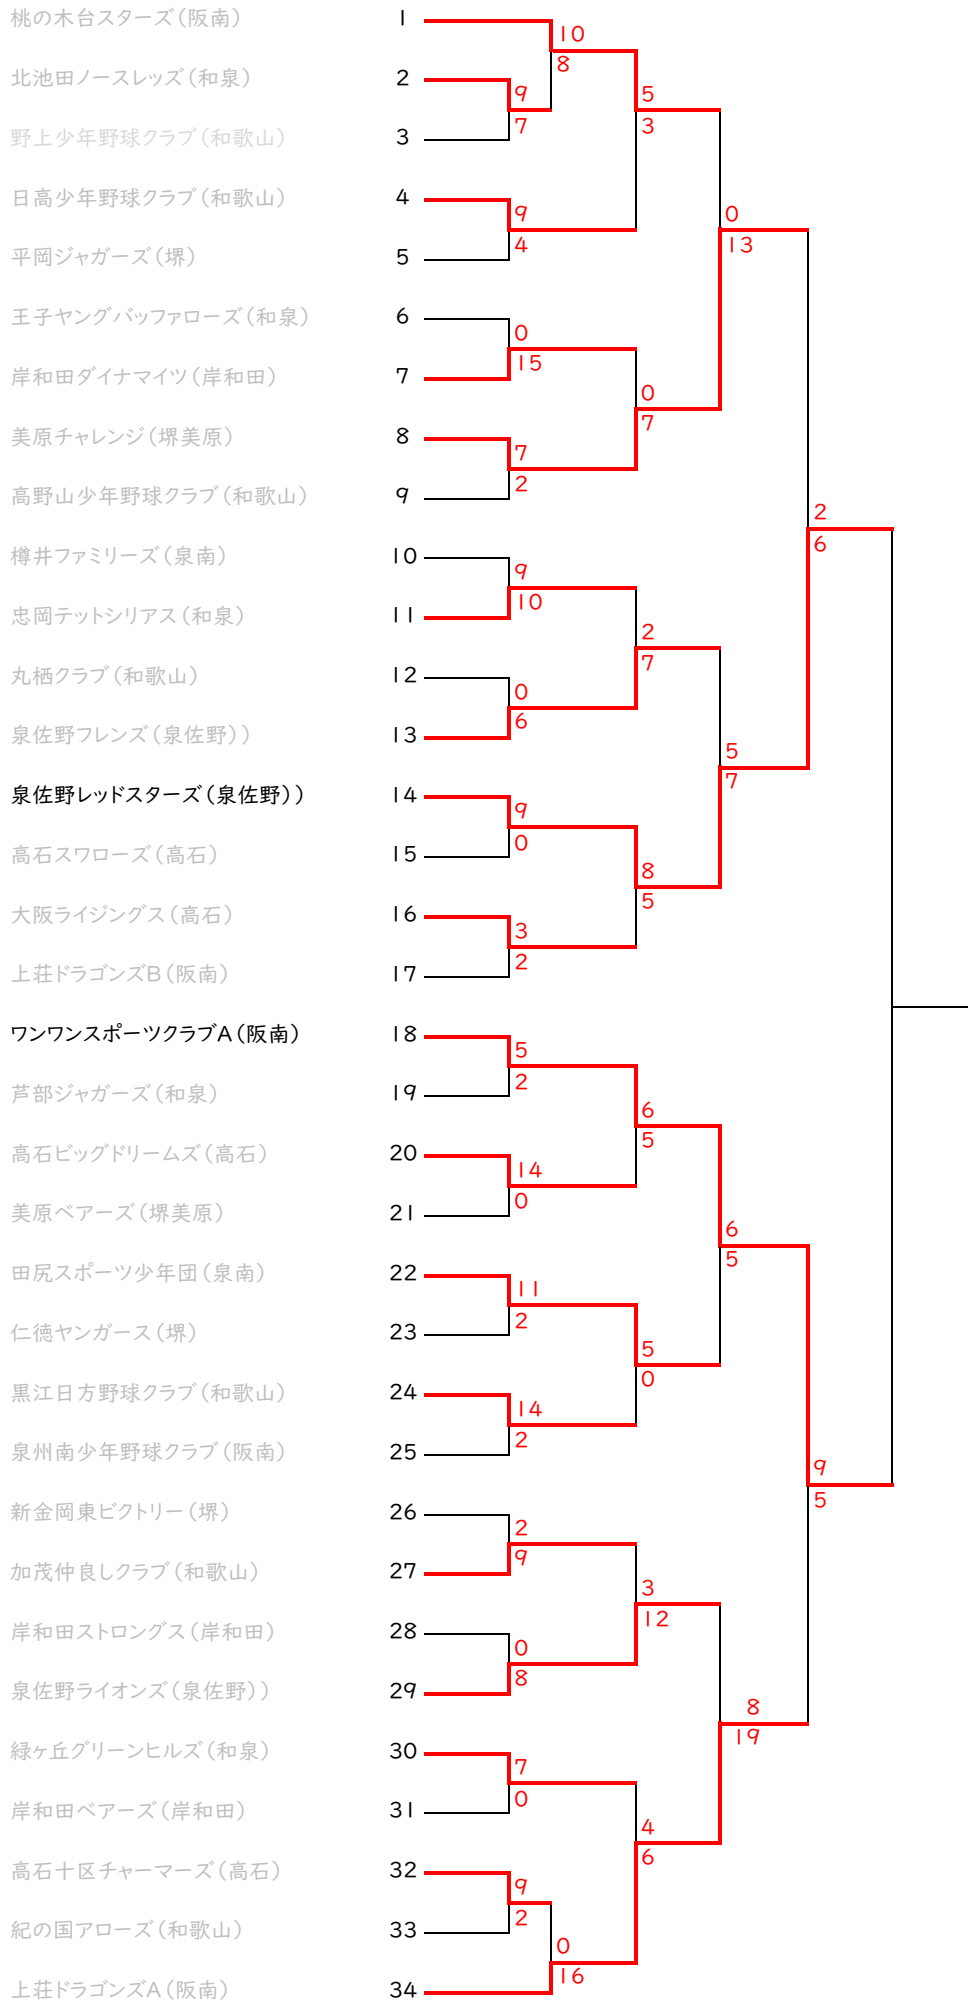 桃の木台スターズ（阪南） 1
10
8
北池田ノースレッズ（和泉） 2
9
5
7
3
野上少年野球クラブ（和歌山） 3
日高少年野球クラブ（和歌山） 4
9
0
4
13
平岡ジャガーズ（堺） 5
王子ヤングバッファローズ（和泉） 6
0
15
岸和田ダイナマイツ（岸和田） 7
0
7
美原チャレンジ（堺美原） 8
7
2
高野山少年野球クラブ（和歌山） 9
2
6
樽井ファミリーズ（泉南） 10
9
10
忠岡テットシリアス（和泉） 11
2
7
丸栖クラブ（和歌山） 12
0
6
泉佐野フレンズ（泉佐野）） 13
5
7
泉佐野レッドスターズ（泉佐野）） 14
9
0
高石スワローズ（高石） 15
8
5
大阪ライジングス（高石） 16
3
2
上荘ドラゴンズB（阪南） 17
ワンワンスポーツクラブA（阪南） 18
5
2
芦部ジャガーズ（和泉） 19
6
5
高石ビッグドリームズ（高石） 20
14
0
美原ベアーズ（堺美原） 21
6
5
田尻スポーツ少年団（泉南） 22
11
2
仁徳ヤンガース（堺） 23
5
0
黒江日方野球クラブ（和歌山） 24
14
2
泉州南少年野球クラブ（阪南） 25
9
5
新金岡東ビクトリー（堺） 26
2
9
加茂仲良しクラブ（和歌山） 27
3
12
岸和田ストロングス（岸和田） 28
0
8
泉佐野ライオンズ（泉佐野）） 29
8
19
緑ヶ丘グリーンヒルズ（和泉） 30
7
0
岸和田ベアーズ（岸和田） 31
4
6
高石十区チャーマーズ（高石） 32
9
2
紀の国アローズ（和歌山） 33
0
16
上荘ドラゴンズA（阪南） 34